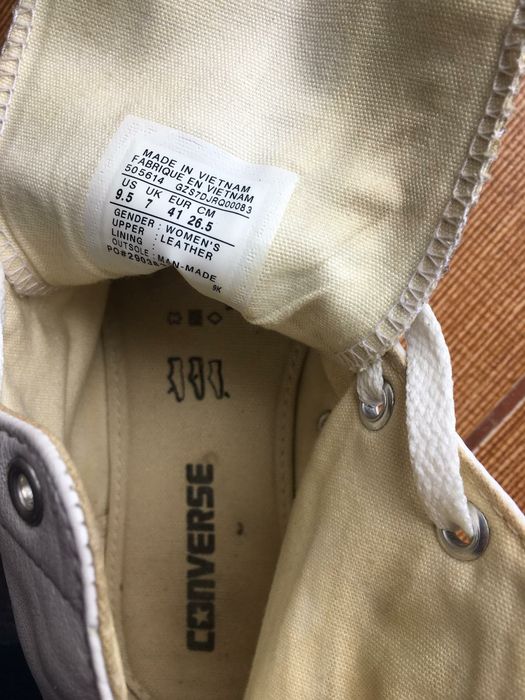 MADE IN VIETNAM
FABRIQUE EN VIETNAM
505614 GZS7DJRQ00083
US UK EUR CM
9.5 7 41 26.5
GENDER : WOMEN'S
UPPER : LEATHER
LINING :
OUTSOLE : MAN-MADE
9K
CONVERSE